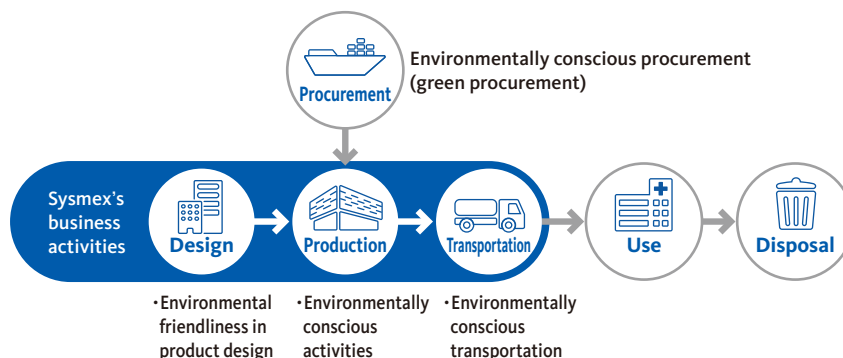 Environmentally conscious procurement
(green procurement)
Procurement
Sysmex's
business
activities
Design
Production
Transportation
Use
Disposal
・Environmental
friendliness in
product design
・Environmentally
conscious
activities
・Environmentally
conscious
transportation